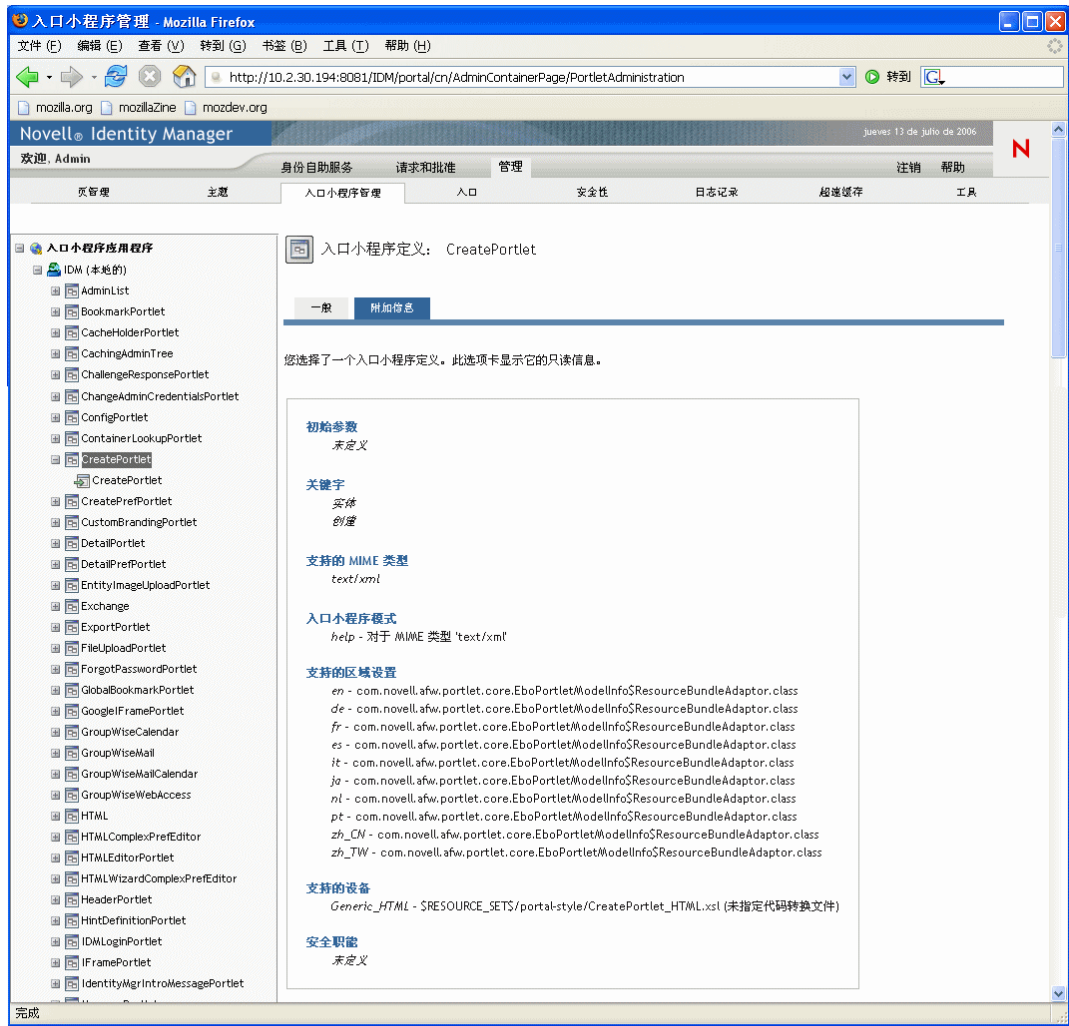 入口小程序管理 - Mozilla Firefox
文件 (F) 编辑 (E) 查看 (V) 转到 (G) 书签 (B) 工具 (T) 帮助 (H)
http://10.2.30.194:8081/IDM/portal/cn/AdminContainerPage/PortletAdministration 转到
mozilla.org mozillaZine mozdev.org
Novell® Identity Manager jueves 13 de julio de 2006
N
欢迎, Admin
身份自助服务 请求和批准 管理 注销 帮助
页管理 主题 入口小程序管理 入口 安全性 日志记录 超速缓存 工具
入口小程序应用程序
IDM (本地的)
AdminList
BookmarkPortlet
CacheHolderPortlet
CachingAdminTree
ChallengeResponsePortlet
ChangeAdminCredentialsPortlet
ConfigPortlet
ContainerLookupPortlet
CreatePortlet
CreatePortlet
CreatePrefPortlet
CustomBrandingPortlet
DetailPortlet
DetailPrefPortlet
EntityImageUploadPortlet
Exchange
ExportPortlet
FileUploadPortlet
ForgotPasswordPortlet
GlobalBookmarkPortlet
GoogleIFramePortlet
GroupWiseCalendar
GroupWiseMail
GroupWiseMailCalendar
GroupWiseWebAccess
HTML
HTMLComplexPrefEditor
HTMLEditorPortlet
HTMLWizardComplexPrefEditor
HeaderPortlet
HintDefinitionPortlet
IDMLoginPortlet
IFramePortlet
IdentityMgrIntroMessagePortlet
入口小程序定义: CreatePortlet
一般 附加信息
您选择了一个入口小程序定义。此选项卡显示它的只读信息。
初始参数
未定义
关键字
实体
创建
支持的 MIME 类型
text/xml
入口小程序模式
help - 对于 MIME 类型 'text/xml'
支持的区域设置
en - com.novell.afw.portlet.core.EboPortletModelInfo$ResourceBundleAdaptor.class
de - com.novell.afw.portlet.core.EboPortletModelInfo$ResourceBundleAdaptor.class
fr - com.novell.afw.portlet.core.EboPortletModelInfo$ResourceBundleAdaptor.class
es - com.novell.afw.portlet.core.EboPortletModelInfo$ResourceBundleAdaptor.class
it - com.novell.afw.portlet.core.EboPortletModelInfo$ResourceBundleAdaptor.class
ja - com.novell.afw.portlet.core.EboPortletModelInfo$ResourceBundleAdaptor.class
nl - com.novell.afw.portlet.core.EboPortletModelInfo$ResourceBundleAdaptor.class
pt - com.novell.afw.portlet.core.EboPortletModelInfo$ResourceBundleAdaptor.class
zh_CN - com.novell.afw.portlet.core.EboPortletModelInfo$ResourceBundleAdaptor.class
zh_TW - com.novell.afw.portlet.core.EboPortletModelInfo$ResourceBundleAdaptor.class
支持的设备
Generic_HTML - $RESOURCE_SET$/portal-style/CreatePortlet_HTML.xsl (未指定代码转换文件)
安全职能
未定义
完成